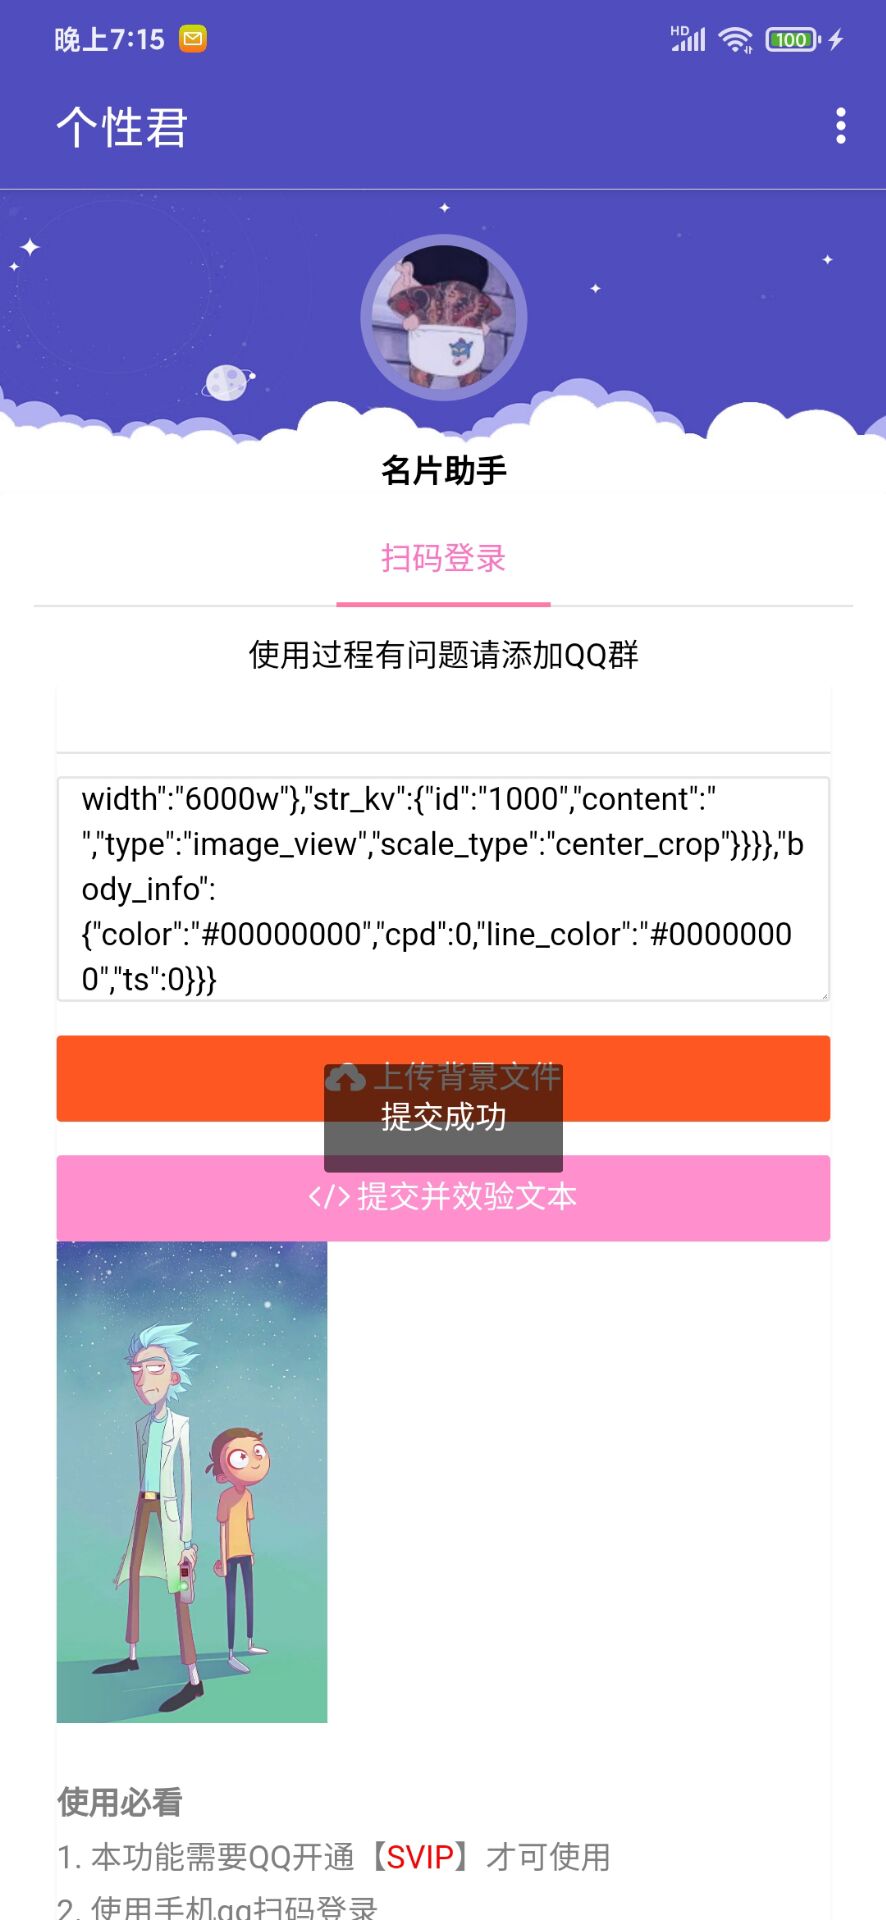 晚上7:15
HD
100
个性君
名片助手
扫码登录
使用过程有问题请添加QQ群
width":"6000w"},"str_kv":{"id":"1000","content":"
","type":"image_view","scale_type":"center_crop"}}}},"b
ody_info":
{"color":"#00000000","cpd":0,"line_color":"#0000000
0","ts":0}}}
上传背景文件
提交成功
</>提交并效验文本
使用必看
1. 本功能需要QQ开通【SVIP】才可使用
2. 使用手机qq扫码登录